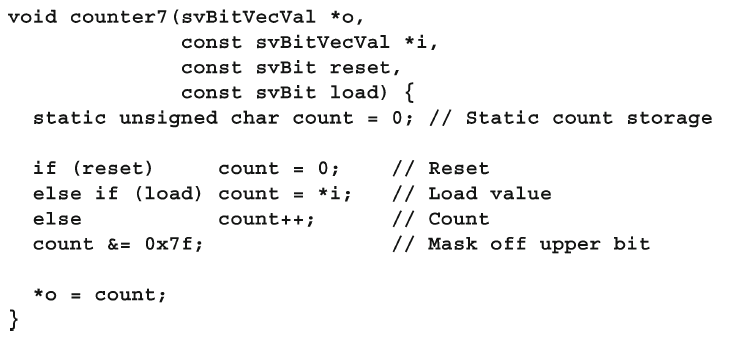 void counter7(svBitVecVal *o,
              const svBitVecVal *i,
              const svBit reset,
              const svBit load) {
  static unsigned char count = 0; // Static count storage

  if (reset)     count = 0;    // Reset
  else if (load) count = *i;   // Load value
  else           count++;      // Count
  count &= 0x7f;               // Mask off upper bit

  *o = count;
}